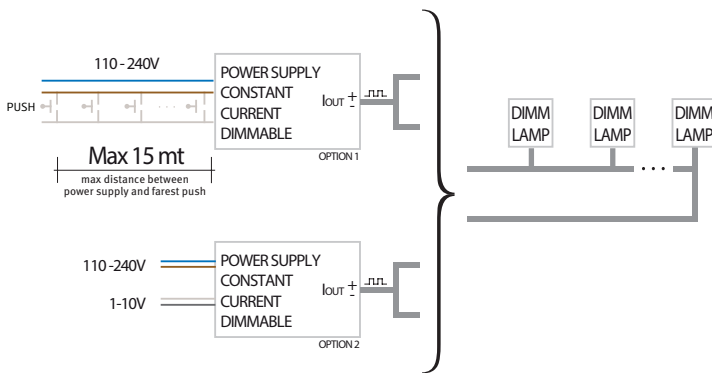 110-240V
PUSH
POWER SUPPLY
CONSTANT
CURRENT
DIMMABLE
IOUT + -
OPTION 1
Max 15 mt
max distance between
power supply and farest push
110-240V
1-10V
POWER SUPPLY
CONSTANT
CURRENT
DIMMABLE
IOUT + -
OPTION 2
DIMM
LAMP
DIMM
LAMP
...
DIMM
LAMP